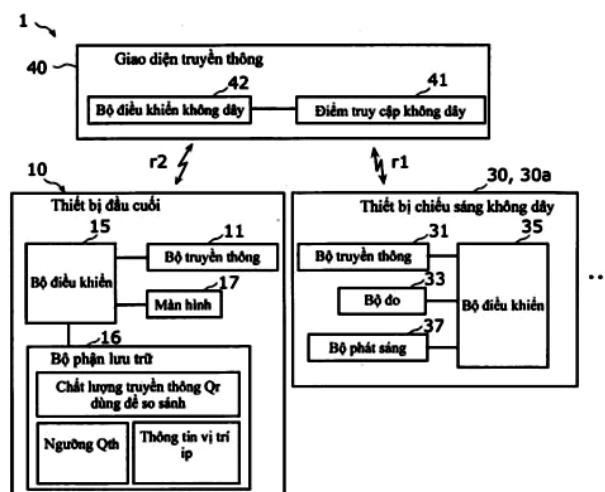 1
40
Giao diện truyền thông
42
41
Bộ điều khiển không dây
Điểm truy cập không dây
r2
r1
10
Thiết bị đầu cuối
15
11
Bộ điều khiển
Bộ truyền thông
17
Màn hình
16
Bộ phận lưu trữ
Chất lượng truyền thông Qr
dùng để so sánh
Ngưỡng Qth
Thông tin vị trí
ip
30, 30a
Thiết bị chiếu sáng không dây
31
35
Bộ truyền thông
33
Bộ đo
Bộ điều khiển
37
Bộ phát sáng
..